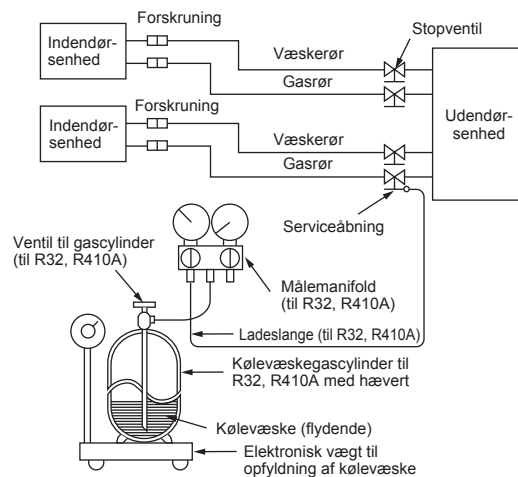 Forskruning
Stopventil
Indendør-
senhed
Væskerør
Gasrør
Forskruning
Udendør-
senhed
Indendør-
senhed
Væskerør
Gasrør
Serviceåbning
Ventil til gascylinder
(til R32, R410A)
Målemanifold
(til R32, R410A)
Ladeslange (til R32, R410A)
Kølevæskegascylinder til
R32, R410A med hævert
Kølevæske (flydende)
Elektronisk vægt til
opfyldning af kølevæske